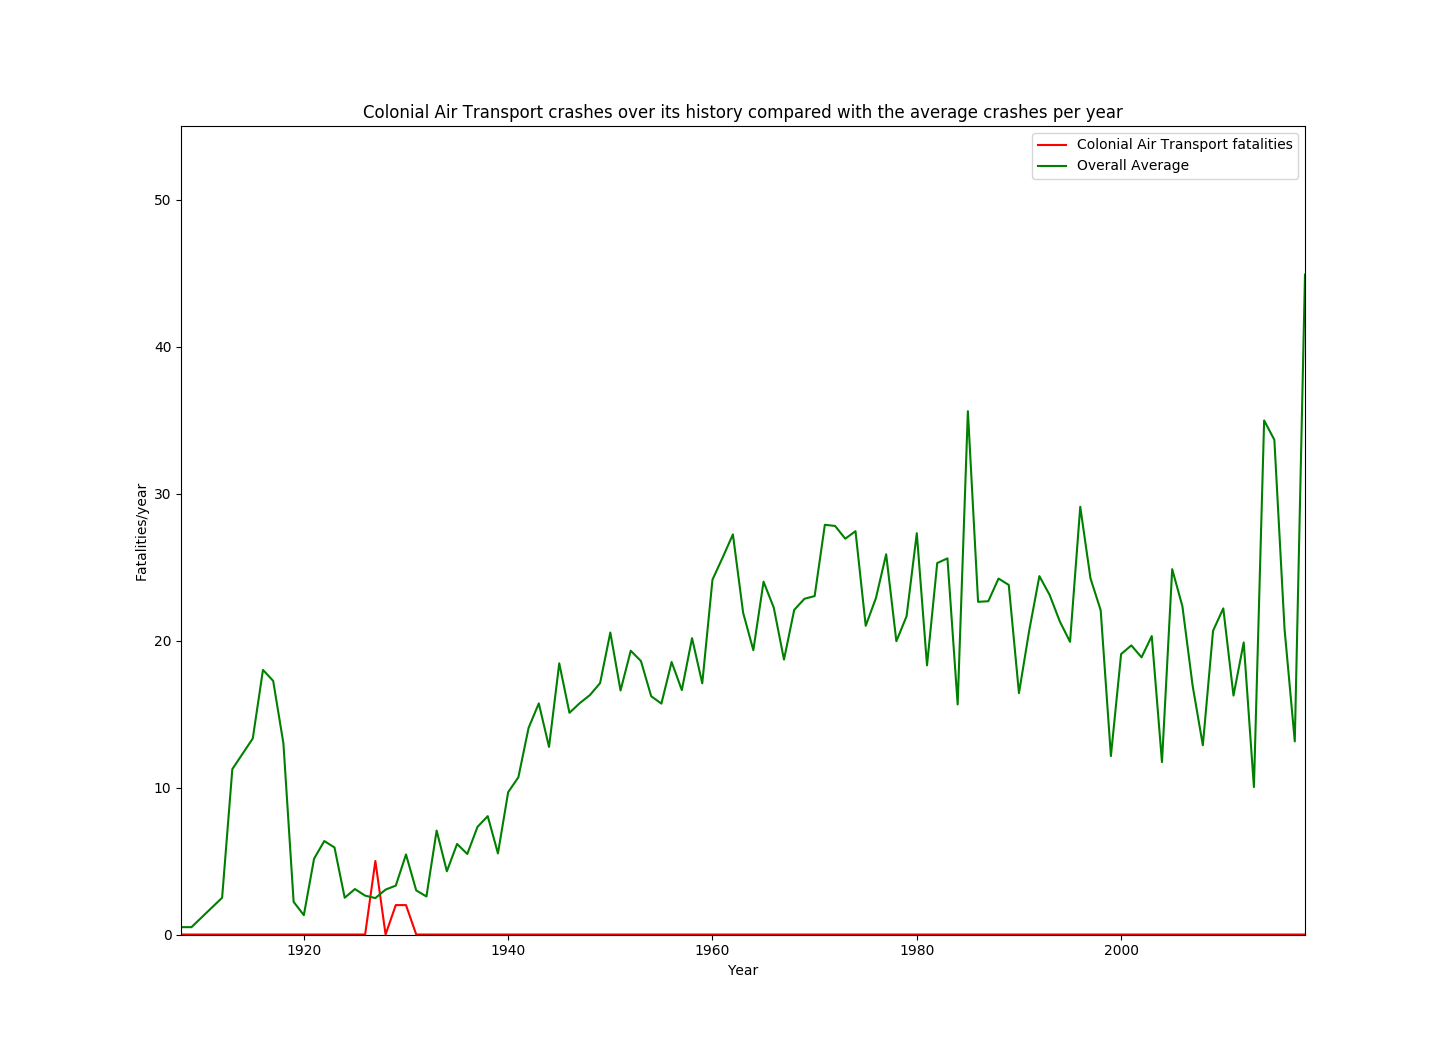 Colonial Air Transport crashes over its history compared with the average crashes per year
Colonial Air Transport fatalities
Overall Average
50
40
30
20
10
0
Fatalities/year
1920 1940 1960 1980 2000
Year